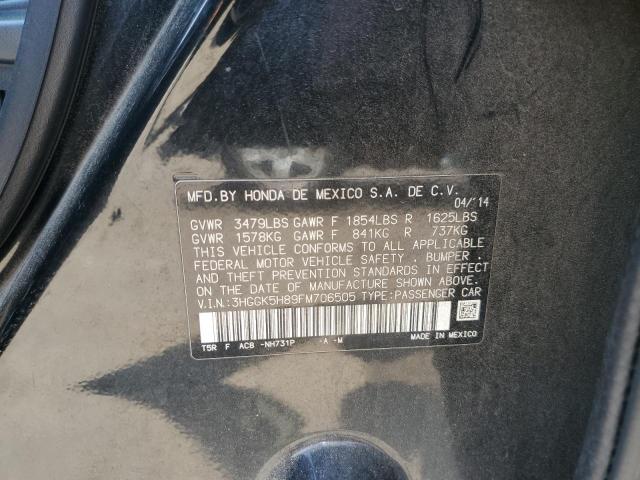 MFD. BY HONDA DE MEXICO S.A. DE C.V.
04/'14
GVWR 3479LBS GAWR F 1854LBS R 1625LBS
GVWR 1578KG GAWR F 841KG R 737KG
THIS VEHICLE CONFORMS TO ALL APPLICABLE
FEDERAL MOTOR VEHICLE SAFETY . BUMPER .
AND THEFT PREVENTION STANDARDS IN EFFECT
ON THE DATE OF MANUFACTURE SHOWN ABOVE.
V.I.N.:3HGGK5H89FM706505 TYPE:PASSENGER CAR
T5R F ACB -NH731P -A -M MADE IN MEXICO